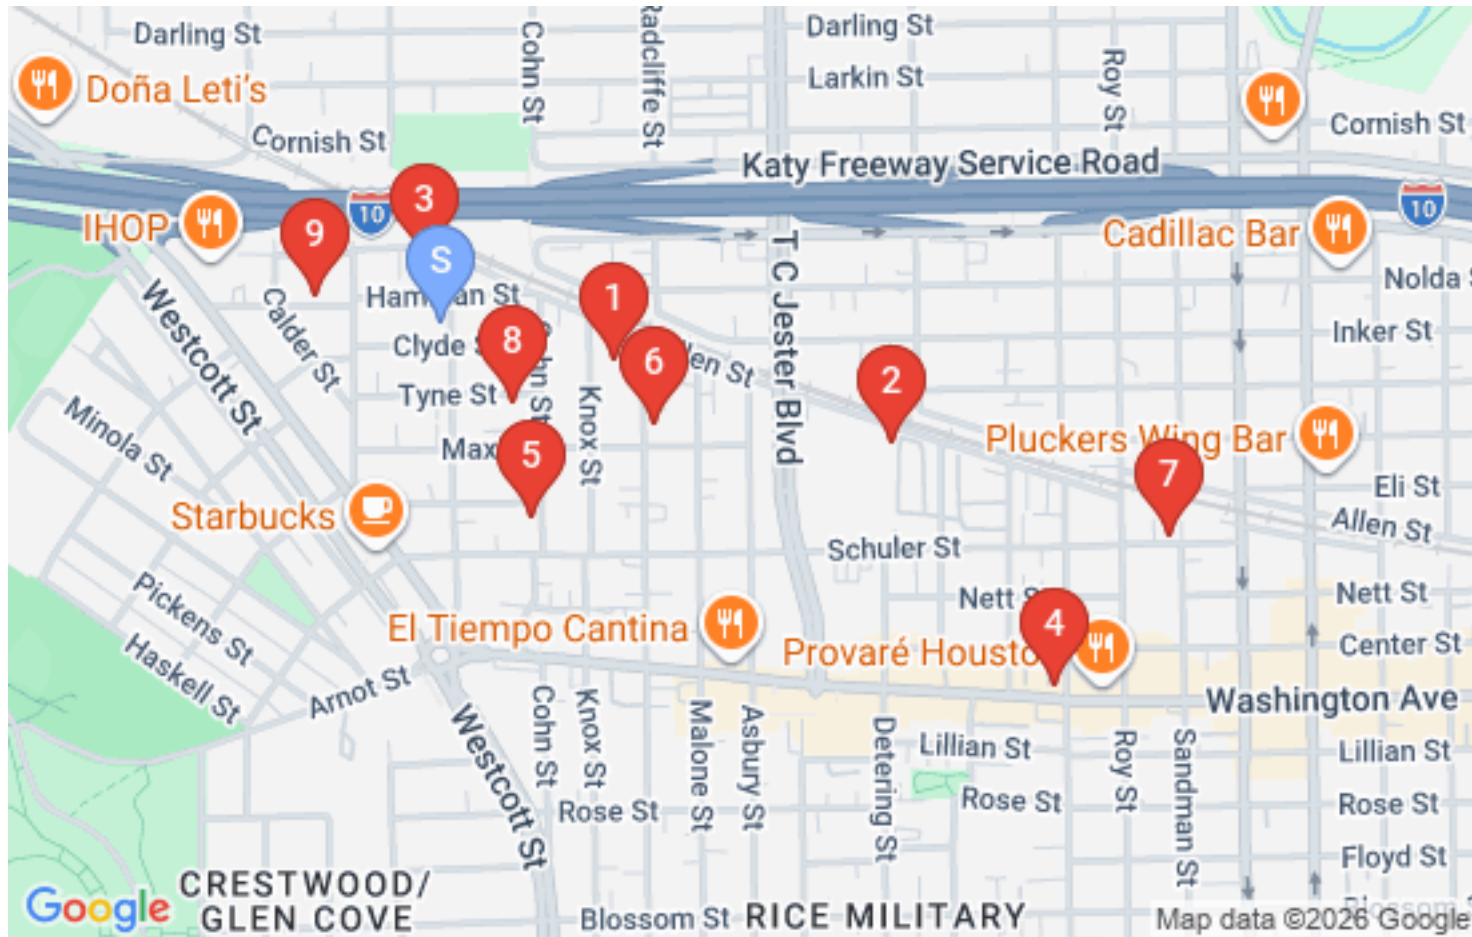 Darling St
Cohn St
Radcliffe St
Darling St
Larkin St
Roy St
Doña Leti's
Cornish St
Cornish St
Katy Freeway Service Road
3
10
10
IHOP
9
S
T C Jester Blvd
Cadillac Bar
Nolda
Westcott St
Calder St
Clyde
8
1
6
2
Inker St
Tyne St
Knox St
Minola St
Max
5
Pluckers Wing Bar
7
Eli St
Allen St
Starbucks
Schuler St
Pickens St
Haskell St
Nett
Nett St
El Tiempo Cantina
4
Provaré
Center St
Arnot St
Washington Ave
Westcott St
Cohn St
Knox St
Malone St
Asbury St
Detering St
Lillian St
Roy St
Sandman St
Lillian St
Rose St
Rose St
Rose St
Floyd St
CRESTWOOD/
GLEN COVE
Google
Blossom St
RICE MILITARY
Map data ©2026 Google